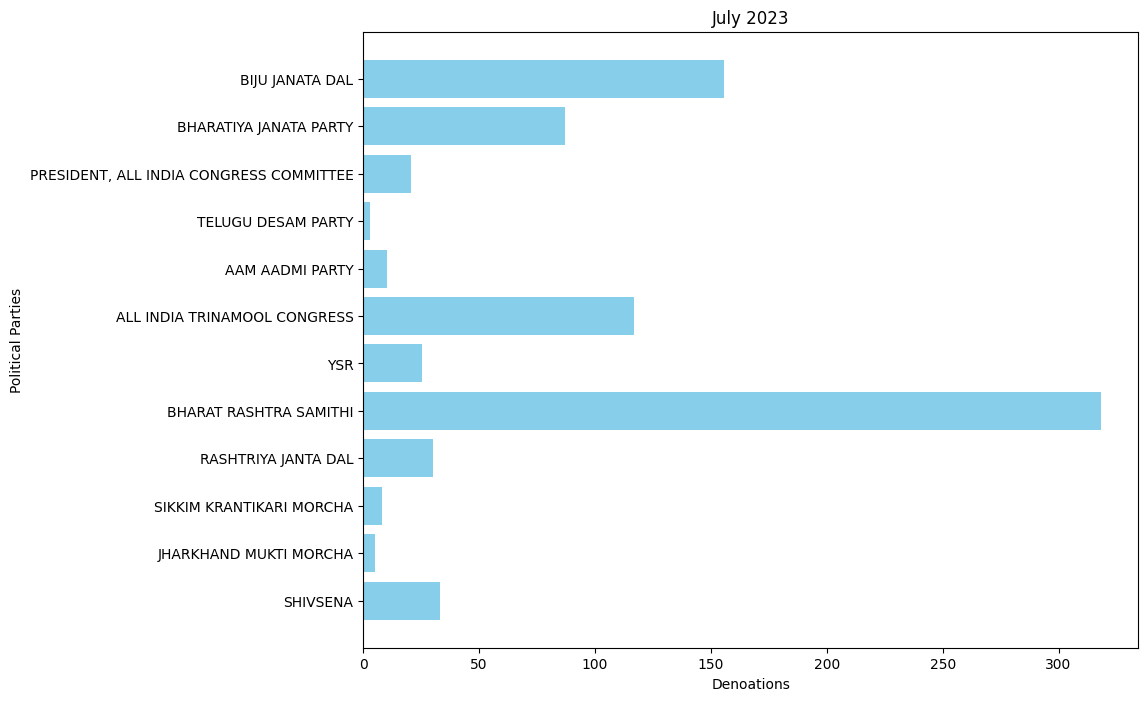 July 2023
BIJU JANATA DAL
BHARATIYA JANATA PARTY
PRESIDENT, ALL INDIA CONGRESS COMMITTEE
TELUGU DESAM PARTY
AAM AADMI PARTY
ALL INDIA TRINAMOOL CONGRESS
YSR
BHARAT RASHTRA SAMITHI
RASHTRIYA JANTA DAL
SIKKIM KRANTIKARI MORCHA
JHARKHAND MUKTI MORCHA
SHIVSENA
Political Parties
0 50 100 150 200 250 300
Denoations